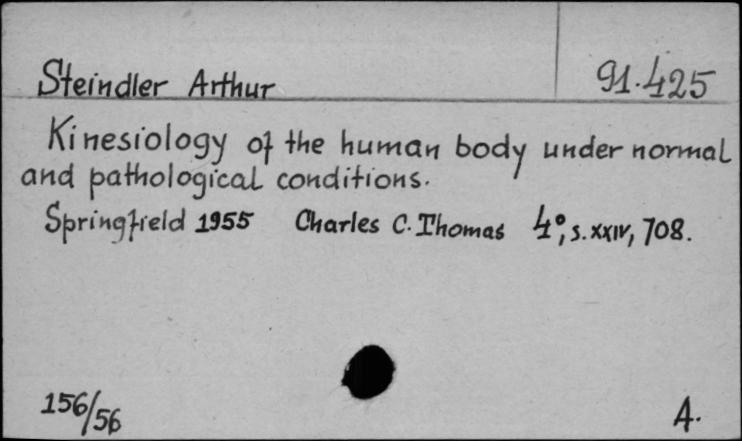 Steindler Arthur 91.425
Kinesiology of the human body under normal
and pathological conditions.
Springfield 1955 Charles C. Thomas 4°, s. XXIV, 708.
156/56 A.